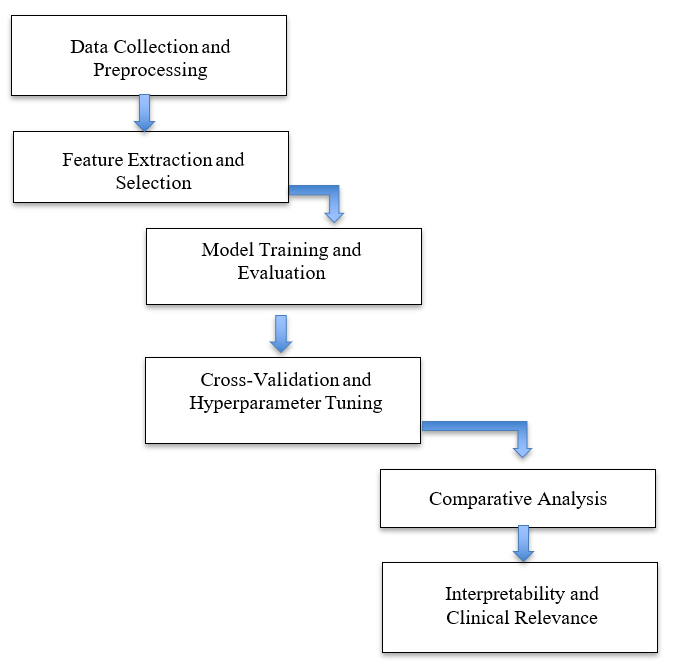 Data Collection and
Preprocessing
Feature Extraction and
Selection
Model Training and
Evaluation
Cross-Validation and
Hyperparameter Tuning
Comparative Analysis
Interpretability and
Clinical Relevance